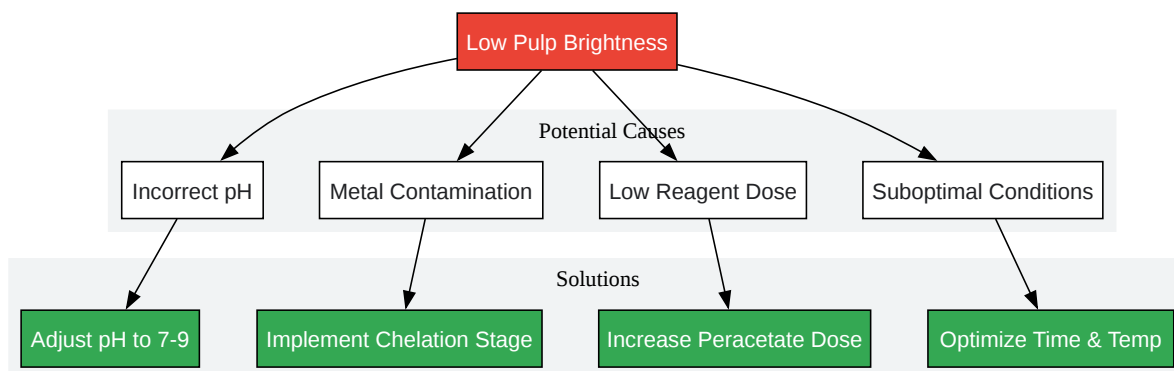 Low Pulp Brightness
Potential Causes
Incorrect pH
Metal Contamination
Low Reagent Dose
Suboptimal Conditions
Solutions
Adjust pH to 7-9
Implement Chelation Stage
Increase Peracetate Dose
Optimize Time & Temp